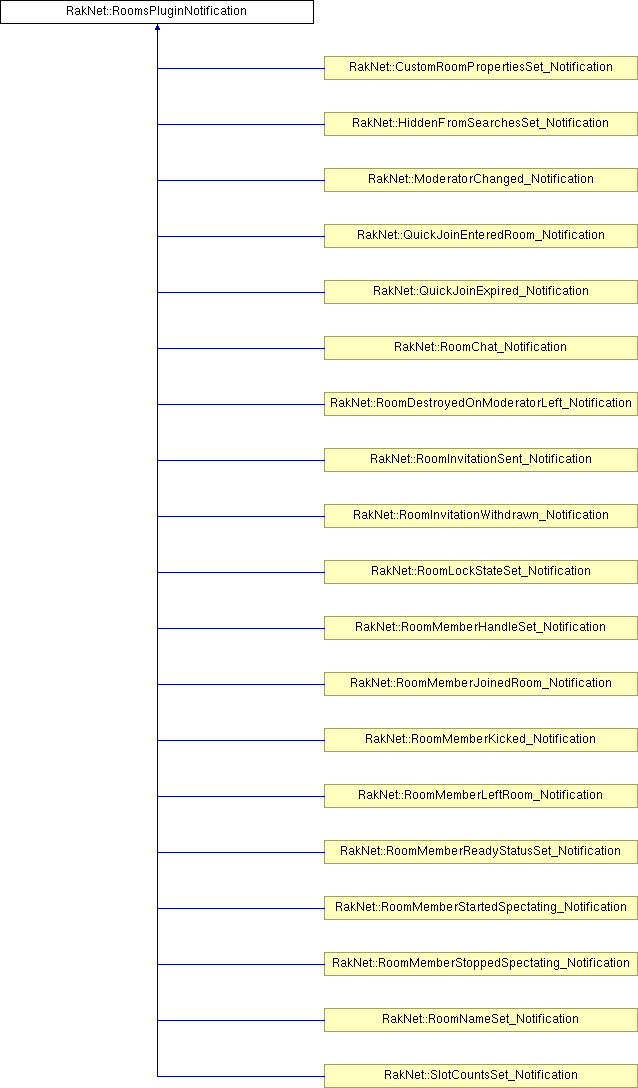 RakNet::RoomsPluginNotification
RakNet::CustomRoomPropertiesSet_Notification
RakNet::HiddenFromSearchesSet_Notification
RakNet::ModeratorChanged_Notification
RakNet::QuickJoinEnteredRoom_Notification
RakNet::QuickJoinExpired_Notification
RakNet::RoomChat_Notification
RakNet::RoomDestroyedOnModeratorLeft_Notification
RakNet::RoomInvitationSent_Notification
RakNet::RoomInvitationWithdrawn_Notification
RakNet::RoomLockStateSet_Notification
RakNet::RoomMemberHandleSet_Notification
RakNet::RoomMemberJoinedRoom_Notification
RakNet::RoomMemberKicked_Notification
RakNet::RoomMemberLeftRoom_Notification
RakNet::RoomMemberReadyStatusSet_Notification
RakNet::RoomMemberStartedSpectating_Notification
RakNet::RoomMemberStoppedSpectating_Notification
RakNet::RoomNameSet_Notification
RakNet::SlotCountsSet_Notification